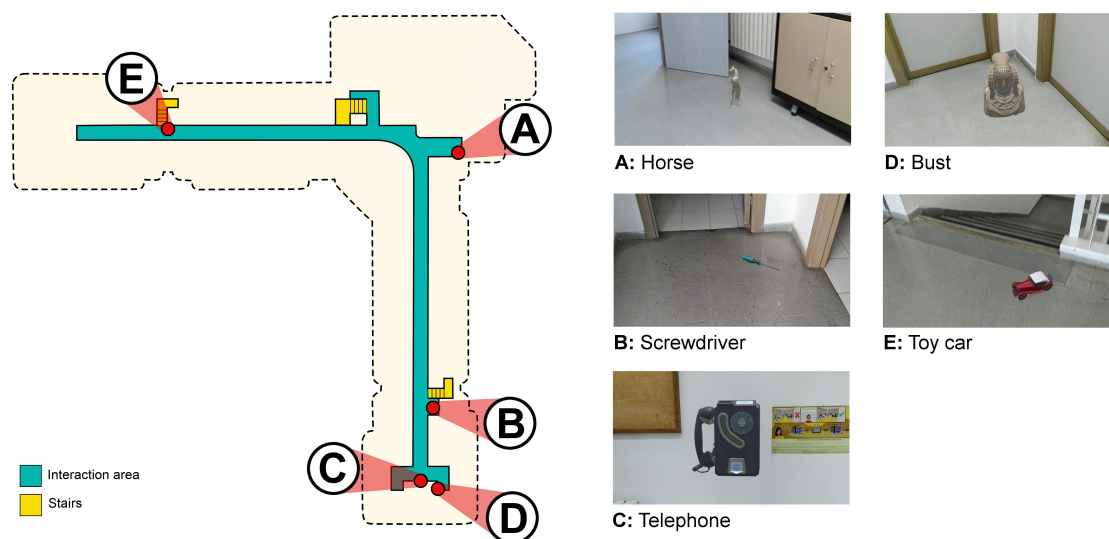 E
A
B
C
D
Interaction area
Stairs
A: Horse
D: Bust
B: Screwdriver
E: Toy car
C: Telephone